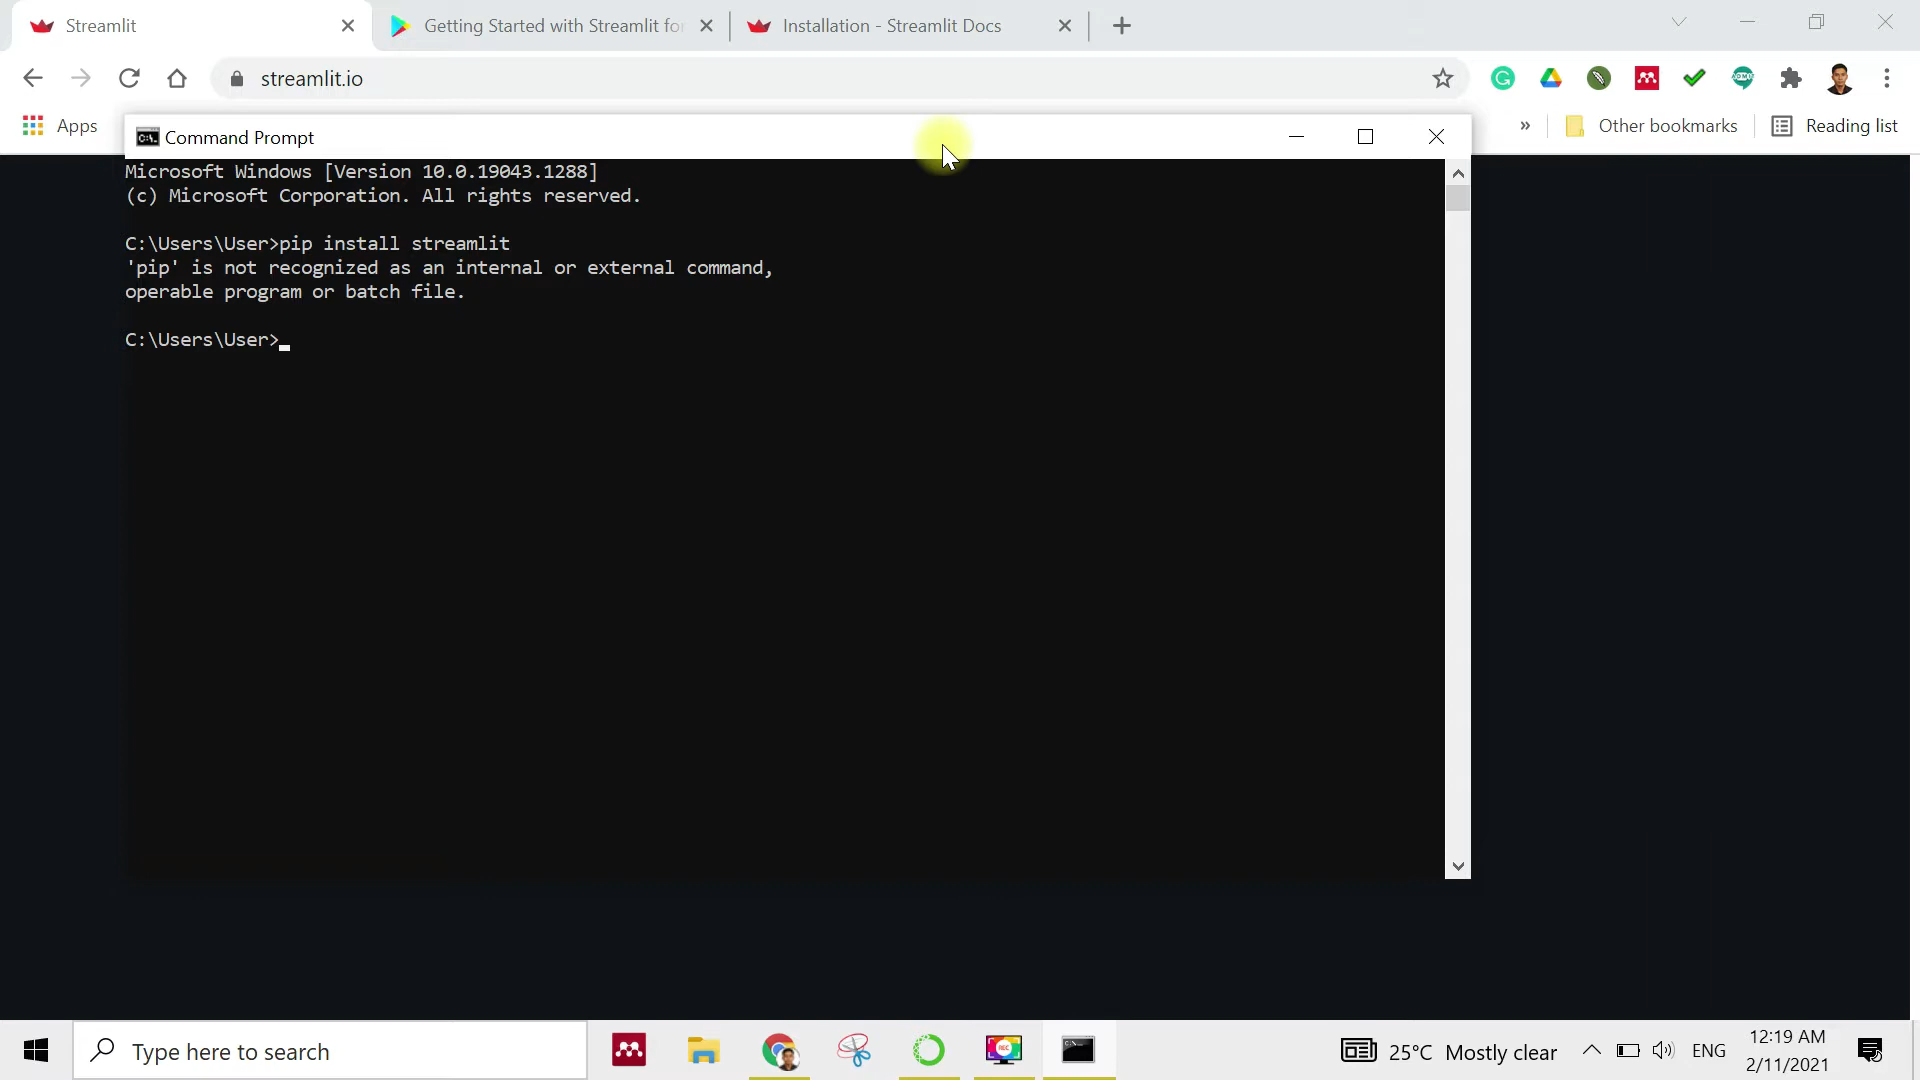 Streamlit
Getting Started with Streamlit for
Installation - Streamlit Docs
streamlit.io
Apps
Other bookmarks
Reading list
Command Prompt
Microsoft Windows [Version 10.0.19043.1288]
(c) Microsoft Corporation. All rights reserved.
C:\Users\User>pip install streamlit
'pip' is not recognized as an internal or external command,
operable program or batch file.
C:\Users\User>
Type here to search
25°C Mostly clear
ENG
12:19 AM
2/11/2021